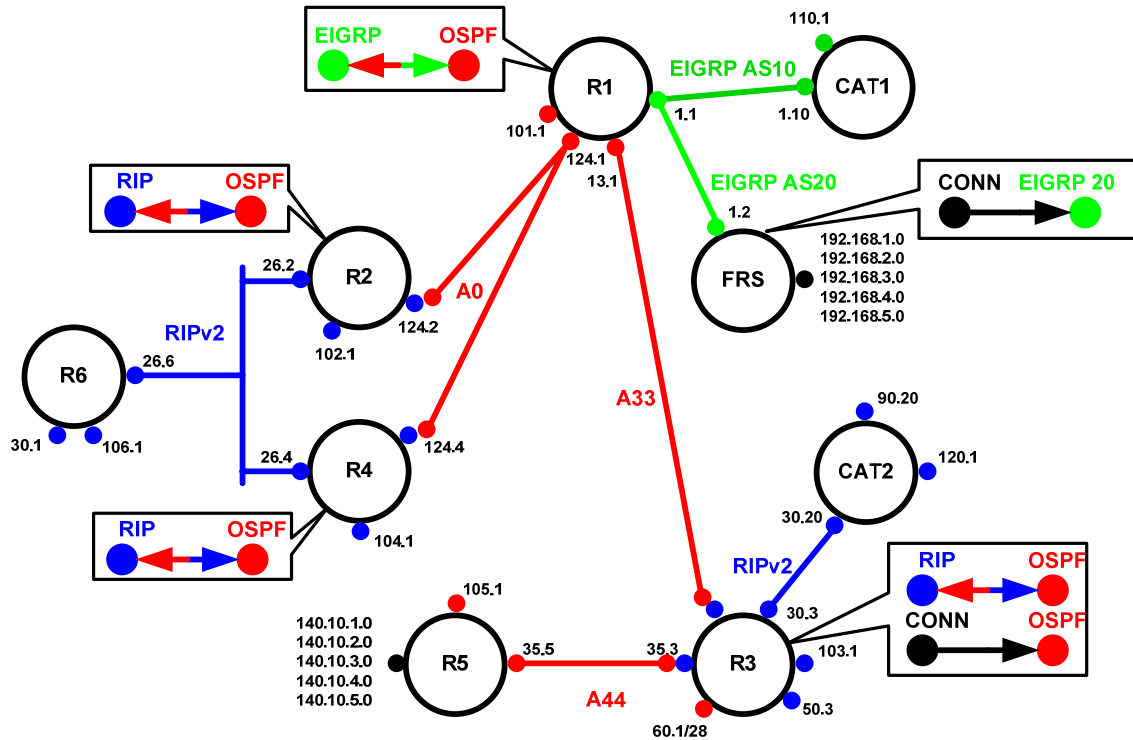 EIGRP OSPF
R1
110.1
CAT1
EIGRP AS10
1.1
1.10
101.1
124.1
13.1
EIGRP AS20
1.2
FRS
CONN EIGRP 20
192.168.1.0
192.168.2.0
192.168.3.0
192.168.4.0
192.168.5.0
RIP OSPF
R2
26.2
A0
124.2
102.1
RIPv2
R6
26.6
30.1
106.1
26.4
R4
124.4
104.1
RIP OSPF
A33
90.20
CAT2
120.1
30.20
RIPv2
30.3
RIP OSPF
CONN OSPF
105.1
140.10.1.0
140.10.2.0
140.10.3.0
140.10.4.0
140.10.5.0
R5
35.5
35.3
A44
R3
103.1
50.3
60.1/28